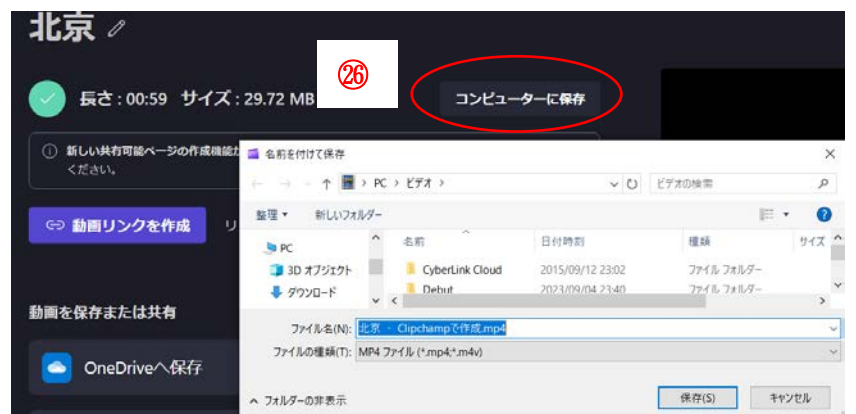 北京
㉖
長さ : 00:59 サイズ : 29.72 MB
コンピューターに保存
新しい共有可能ページの作成機能
ください。
動画リンクを作成
リ
動画を保存または共有
OneDriveへ保存
名前を付けて保存
PC › ビデオ ›
ビデオの検索
整理 ▾ 新しいフォルダー
名前 日付時刻 種類 サイズ
PC
3D オブジェクト
ダウンロード
CyberLink Cloud 2015/09/12 23:02 ファイル フォルダー
Debut 2023/09/04 23:40 ファイル フォルダー
ファイル名(N): 北京 - Clipchampで作成.mp4
ファイルの種類(T): MP4 ファイル (*.mp4;*.m4v)
フォルダーの非表示
保存(S) キャンセル